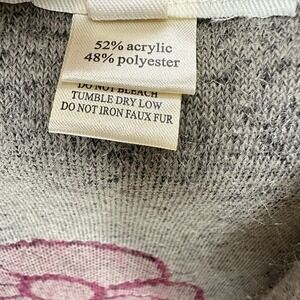 52% acrylic
48% polyester
DO NOT BLEACH
TUMBLE DRY LOW
DO NOT IRON FAUX FUR